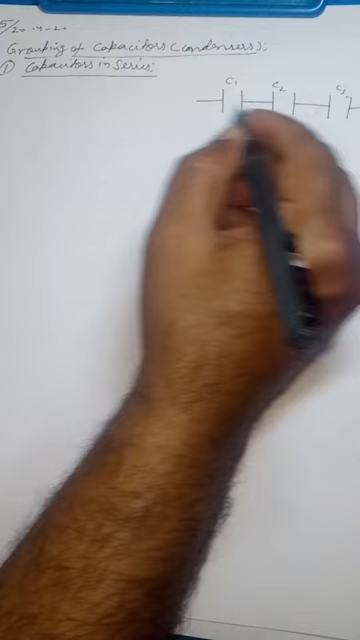 Grouping of Capacitors (condensers):
① Capacitors in Series:
C₁ C₂ C₃